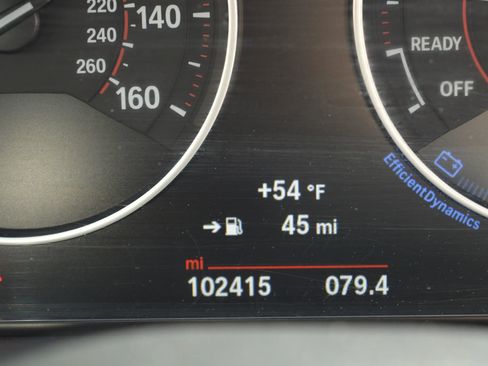 220
140
240
260
160
READY
OFF
EfficientDynamics
+54 °F
➔ 45 mi
mi
102415 079.4